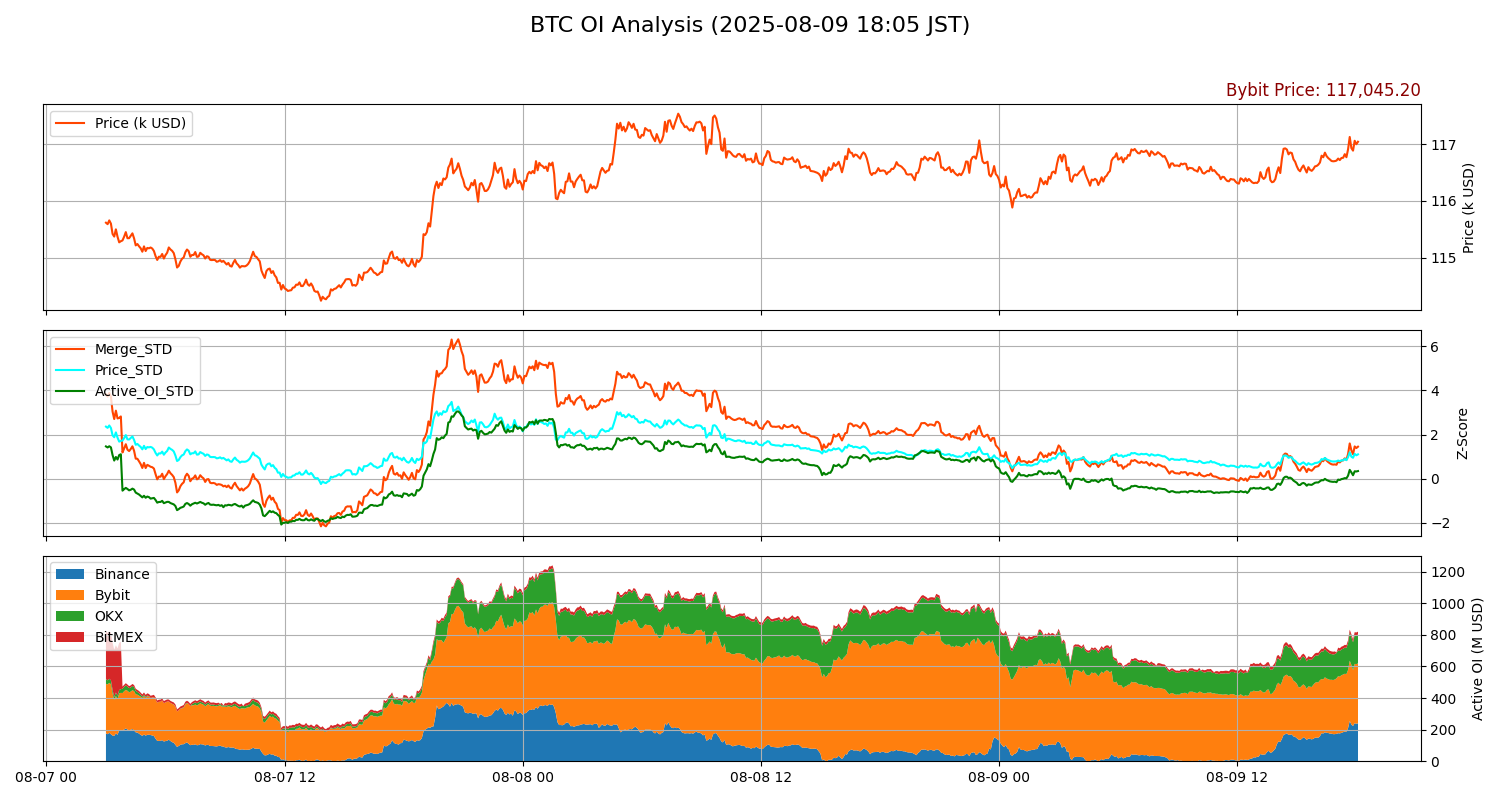 BTC OI Analysis (2025-08-09 18:05 JST)
Bybit Price: 117,045.20
Price (k USD)
117
116
115
Price (k USD)
Merge_STD
Price_STD
Active_OI_STD
6
4
2
0
−2
Z-Score
Binance
Bybit
OKX
BitMEX
1200
1000
800
600
400
200
0
Active OI (M USD)
08-07 00
08-07 12
08-08 00
08-08 12
08-09 00
08-09 12